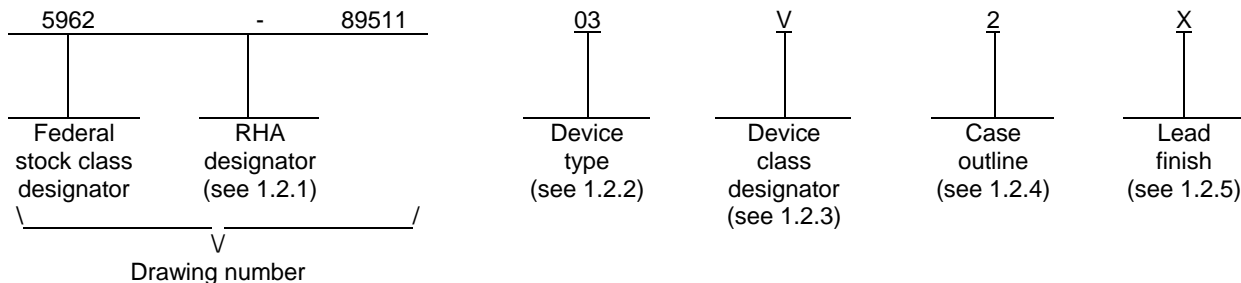 5962 - 89511 03 V 2 X
Federal stock class designator
RHA designator (see 1.2.1)
Device type (see 1.2.2)
Device class designator (see 1.2.3)
Case outline (see 1.2.4)
Lead finish (see 1.2.5)
\ /
\/
Drawing number